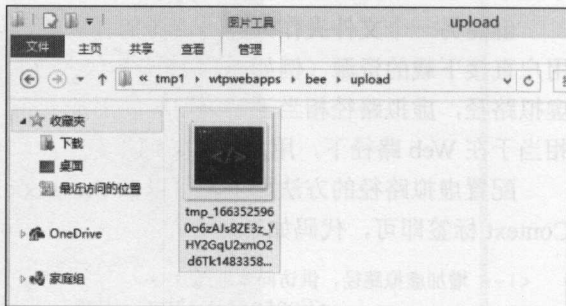 图片工具
upload
文件
主页
共享
查看
管理
« tmp1 ▸ wtpwebapps ▸ bee ▸ upload
收藏夹
下载
桌面
最近访问的位置
OneDrive
家庭组
tmp_166352596
0o6zAJs8ZE3z_Y
HY2GqU2xmO2
d6Tk1483358...